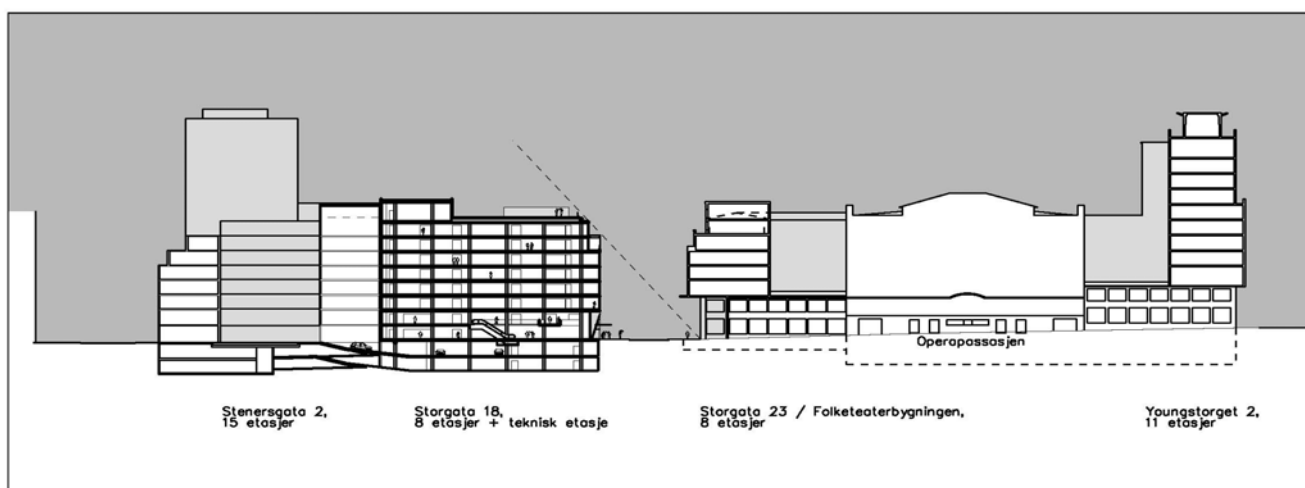 Operapassasjen
Stenersgata 2,
15 etasjer
Storgata 18,
8 etasjer + teknisk etasje
Storgata 23 / Folketeaterbygningen,
8 etasjer
Youngstorget 2,
11 etasjer